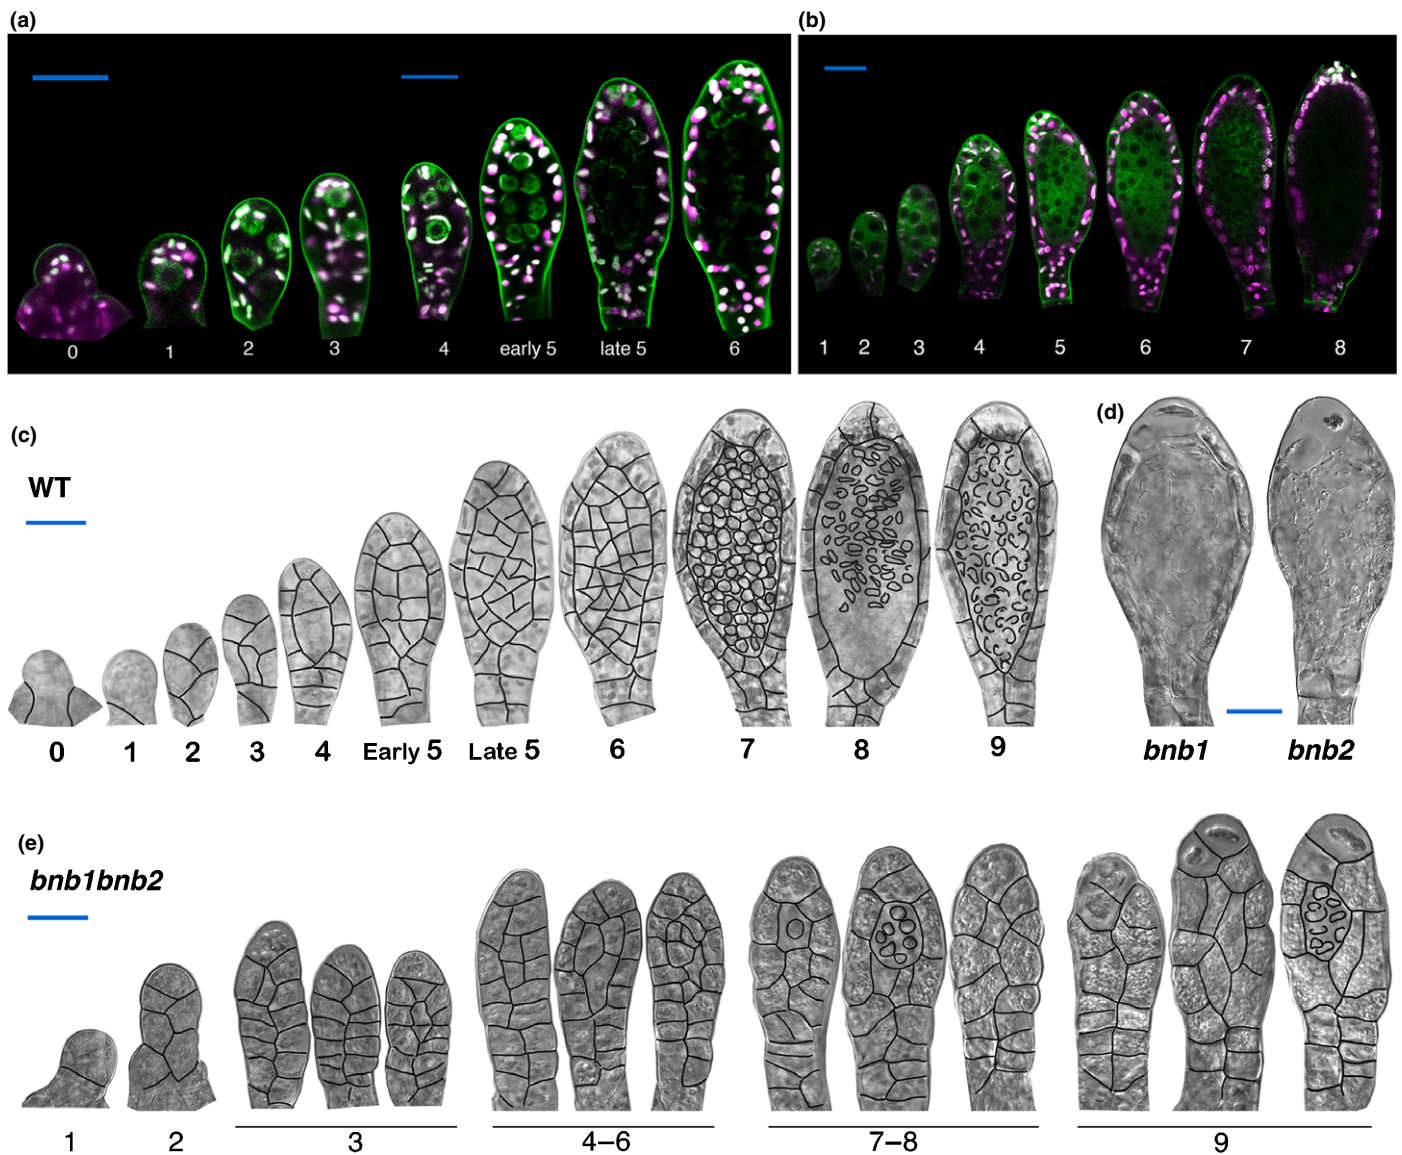 (a)
(b)
0 1 2 3 4 early 5 late 5 6
1 2 3 4 5 6 7 8
(c)
(d)
WT
0 1 2 3 4 Early 5 Late 5 6 7 8 9
bnb1 bnb2
(e)
bnb1bnb2
1 2 3 4–6 7–8 9